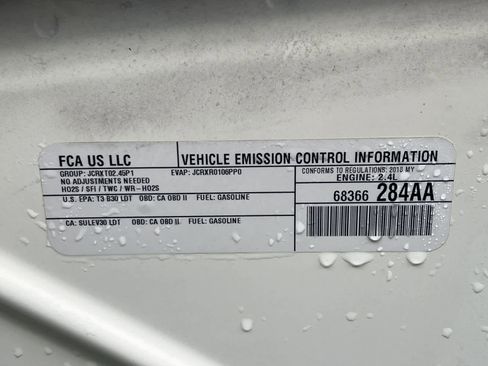 FCA US LLC
VEHICLE EMISSION CONTROL INFORMATION
GROUP: JCRXT02.45P1 EVAP: JCRXR0106PP0
NO ADJUSTMENTS NEEDED
HO2S / SFI / TWC / WR-HO2S
CONFORMS TO REGULATIONS: 2018 MY
ENGINE: 2.4L
U.S. EPA: T3 B30 LDT OBD: CA OBD II FUEL: GASOLINE
68366 284AA
CA: SULEV30 LDT OBD: CA OBD II FUEL: GASOLINE